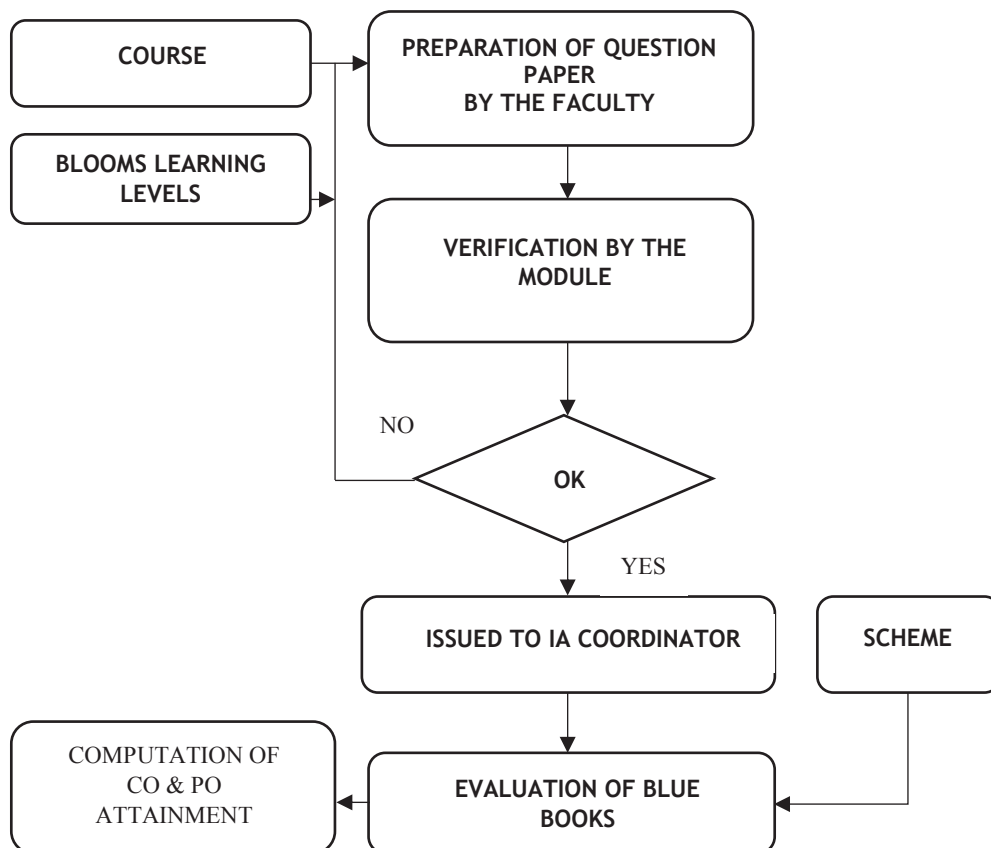 COURSE
PREPARATION OF QUESTION
PAPER
BY THE FACULTY
BLOOMS LEARNING
LEVELS
VERIFICATION BY THE
MODULE
NO
OK
YES
ISSUED TO IA COORDINATOR
SCHEME
COMPUTATION OF
CO & PO
ATTAINMENT
EVALUATION OF BLUE
BOOKS